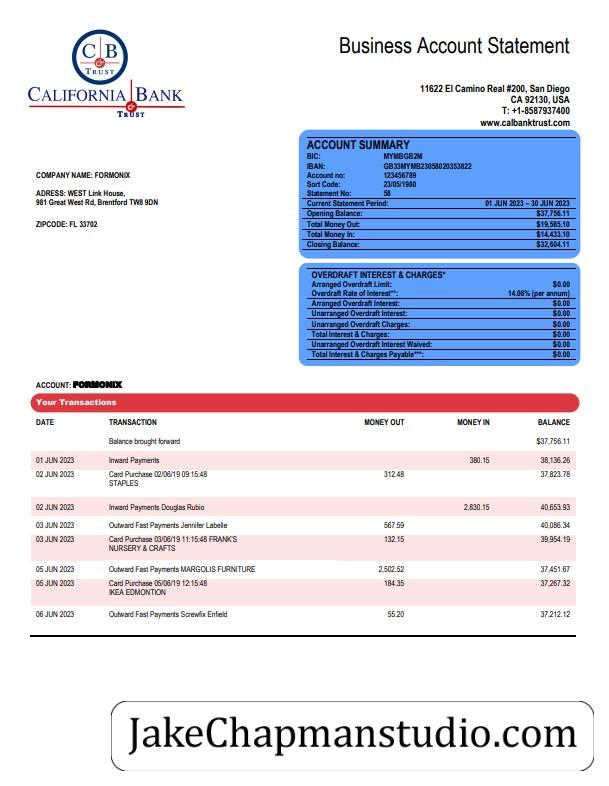 C B
& TRUST
CALIFORNIA BANK
& TRUST
Business Account Statement
11622 El Camino Real #200, San Diego
CA 92130, USA
T: +1-8587937400
www.calbanktrust.com
COMPANY NAME: FORMONIX
ADRESS: WEST Link House,
981 Great West Rd, Brentford TW8 9DN
ZIPCODE: FL 33702
ACCOUNT SUMMARY
BIC: MYMBGB2M
IBAN: GB33MYMB23058020353822
Account no: 123456789
Sort Code: 23/05/1980
Statement No: 58
Current Statement Period: 01 JUN 2023 – 30 JUN 2023
Opening Balance: $37,756.11
Total Money Out: $19,585.10
Total Money In: $14,433.10
Closing Balance: $32,604.11
OVERDRAFT INTEREST & CHARGES*
Arranged Overdraft Limit: $0.00
Overdraft Rate of Interest**: 14.06% (per annum)
Arranged Overdraft Interest: $0.00
Unarranged Overdraft Interest: $0.00
Unarranged Overdraft Charges: $0.00
Total Interest & Charges: $0.00
Unarranged Overdraft Interest Waived: $0.00
Total Interest & Charges Payable***: $0.00
ACCOUNT: FORMONIX
Your Transactions
DATE TRANSACTION MONEY OUT MONEY IN BALANCE
Balance brought forward $37,756.11
01 JUN 2023 Inward Payments 380.15 38,136.26
02 JUN 2023 Card Purchase 02/06/19 09:15:48 312.48 37,823.78
STAPLES
02 JUN 2023 Inward Payments Douglas Rubio 2,830.15 40,653.93
03 JUN 2023 Outward Fast Payments Jennifer Labelle 567.59 40,086.34
03 JUN 2023 Card Purchase 03/06/19 11:15:48 FRANK'S 132.15 39,954.19
NURSERY & CRAFTS
05 JUN 2023 Outward Fast Payments MARGOLIS FURNITURE 2,502.52 37,451.67
05 JUN 2023 Card Purchase 05/06/19 12:15:48 184.35 37,267.32
IKEA EDMONTION
06 JUN 2023 Outward Fast Payments Screwfix Enfield 55.20 37,212.12
JakeChapmanstudio.com